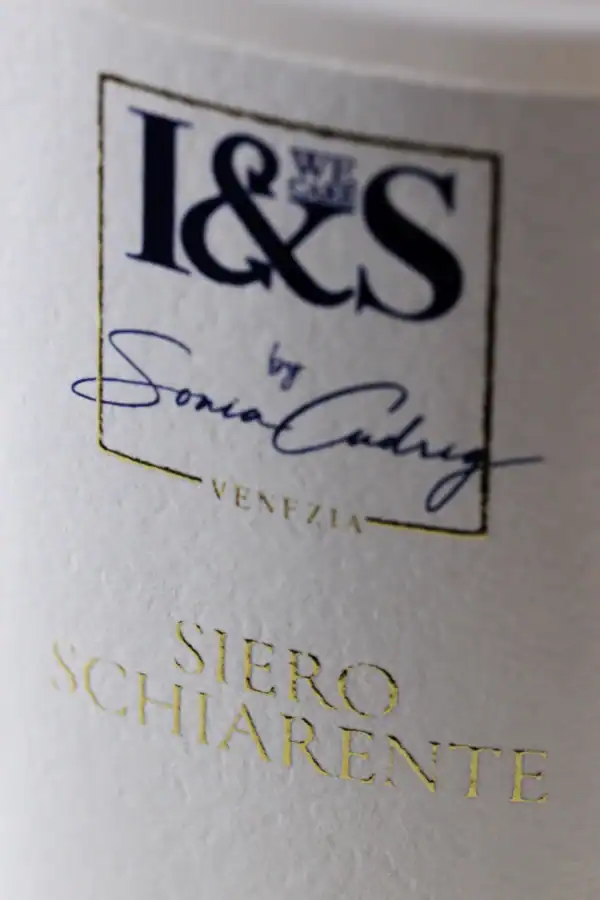 I&S
WE
CARE
by
Sonia Cudrig
VENEZIA
SIERO
SCHIARENTE